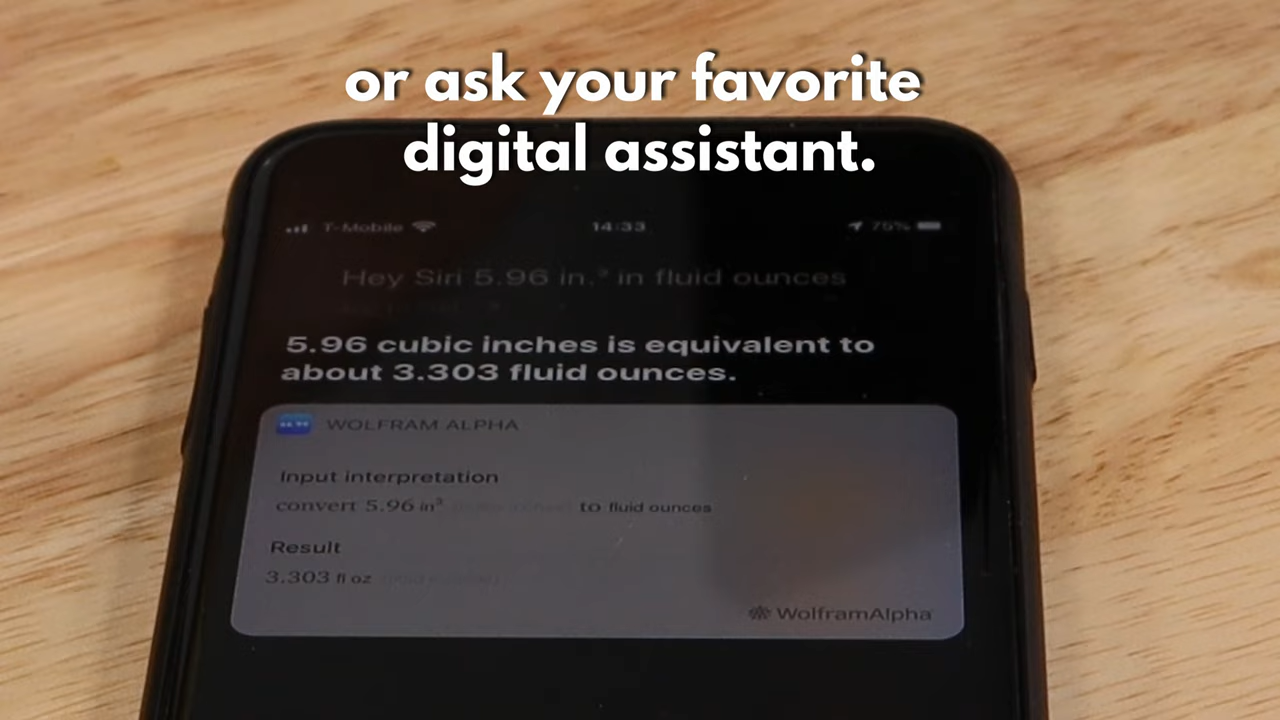 or ask your favorite
digital assistant.
T-Mobile 14:33 75%
Hey Siri 5.96 in.³ in fluid ounces
5.96 cubic inches is equivalent to
about 3.303 fluid ounces.
WOLFRAM ALPHA
Input interpretation
convert 5.96 in³ to fluid ounces
Result
3.303 fl oz
WolframAlpha